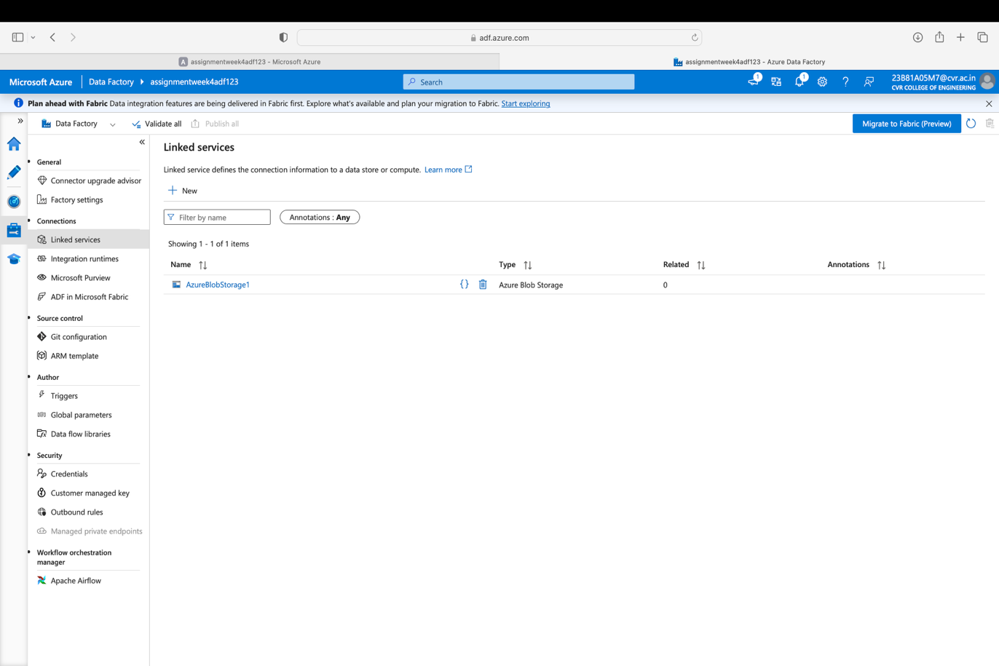 adf.azure.com
A assignmentweek4adf123 - Microsoft Azure
assignmentweek4adf123 - Azure Data Factory
Microsoft Azure
Data Factory
assignmentweek4adf123
Search
1
1
?
23B81A05M7@cvr.ac.in
CVR COLLEGE OF ENGINEERING
Plan ahead with Fabric Data integration features are being delivered in Fabric first. Explore what's available and plan your migration to Fabric. Start exploring
Data Factory
Validate all
Publish all
Migrate to Fabric (Preview)
General
Connector upgrade advisor
Factory settings
Connections
Linked services
Integration runtimes
Microsoft Purview
ADF in Microsoft Fabric
Source control
Git configuration
ARM template
Author
Triggers
Global parameters
Data flow libraries
Security
Credentials
Customer managed key
Outbound rules
Managed private endpoints
Workflow orchestration
manager
Apache Airflow
Linked services
Linked service defines the connection information to a data store or compute. Learn more
New
Filter by name
Annotations : Any
Showing 1 - 1 of 1 items
Name Type Related Annotations
AzureBlobStorage1 {} Azure Blob Storage 0